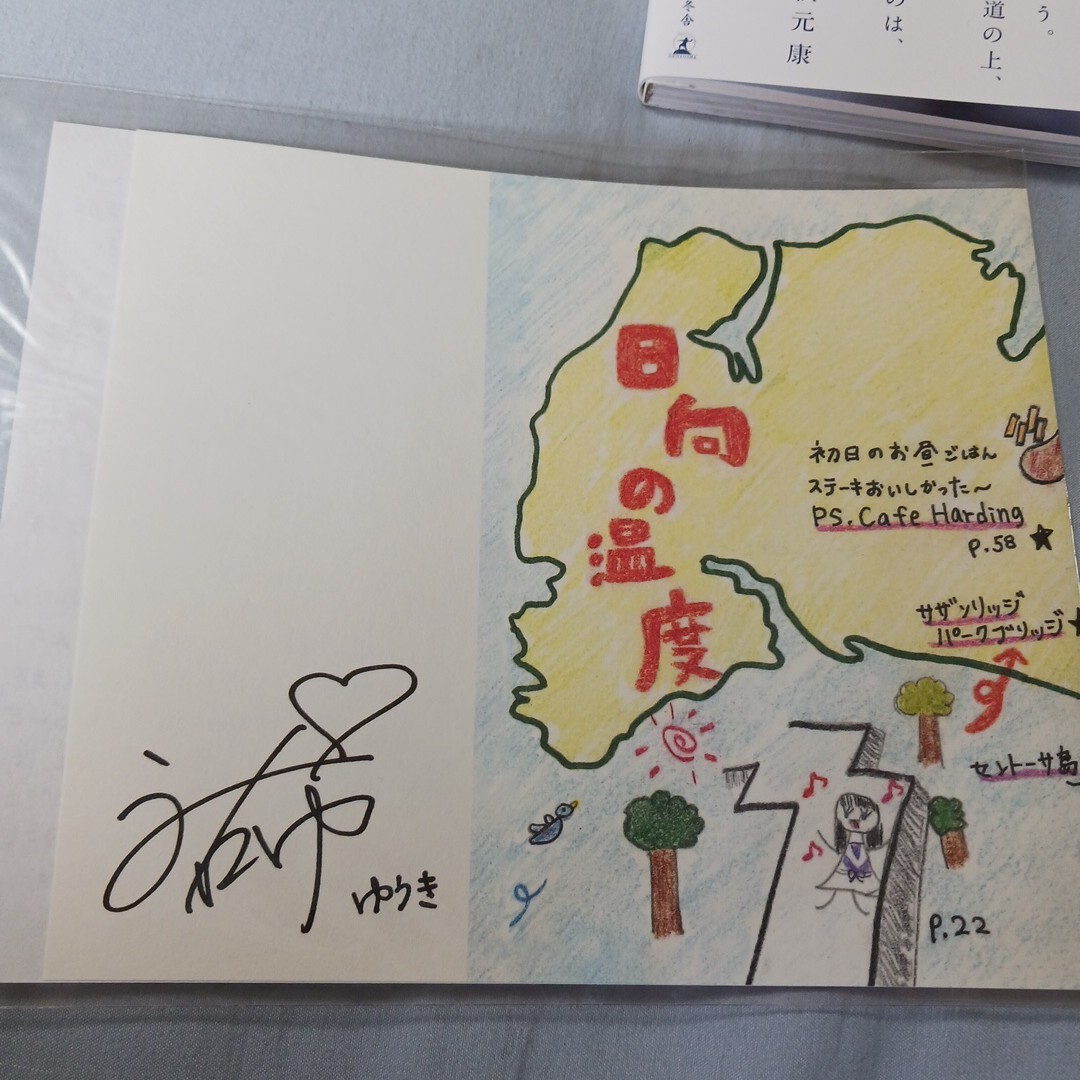 う。
道の上、
のは、
元康
冬舎
日向の温度
初日のお昼ごはん
ステーキおいしかった〜
PS.Cafe Harding
P.58 ★
サザンリッジ
パークブリッジ
セントーサ島
P.22
ゆうき